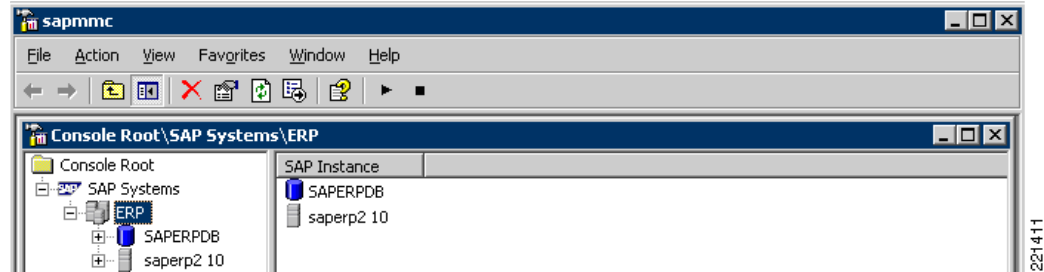 sapmmc
File Action View Favorites Window Help
Console Root\SAP Systems\ERP
Console Root
SAP Systems
ERP
SAPERPDB
saperp2 10
SAP Instance
SAPERPDB
saperp2 10
221411